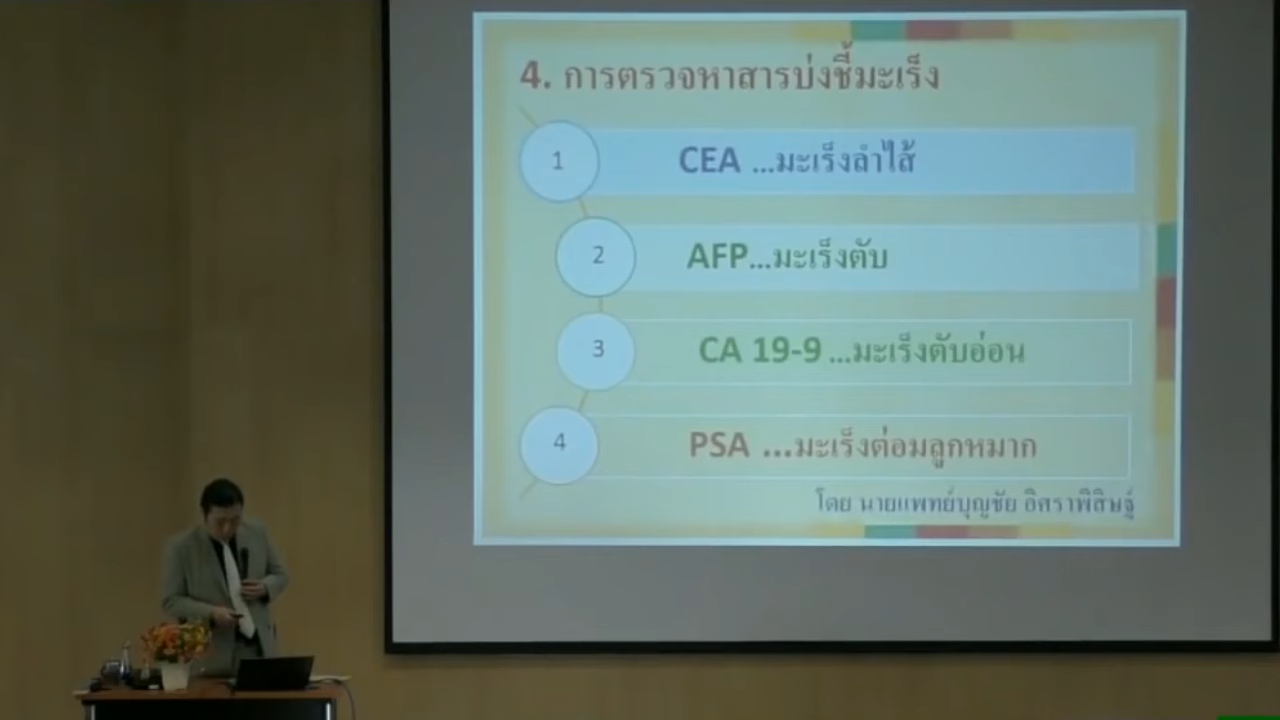 4. การตรวจหาสารบ่งชี้มะเร็ง
1 CEA ...มะเร็งลำไส้
2 AFP...มะเร็งตับ
3 CA 19-9 ...มะเร็งตับอ่อน
4 PSA ...มะเร็งต่อมลูกหมาก
โดย นายแพทย์บุญชัย อิศราพิสิษฐ์